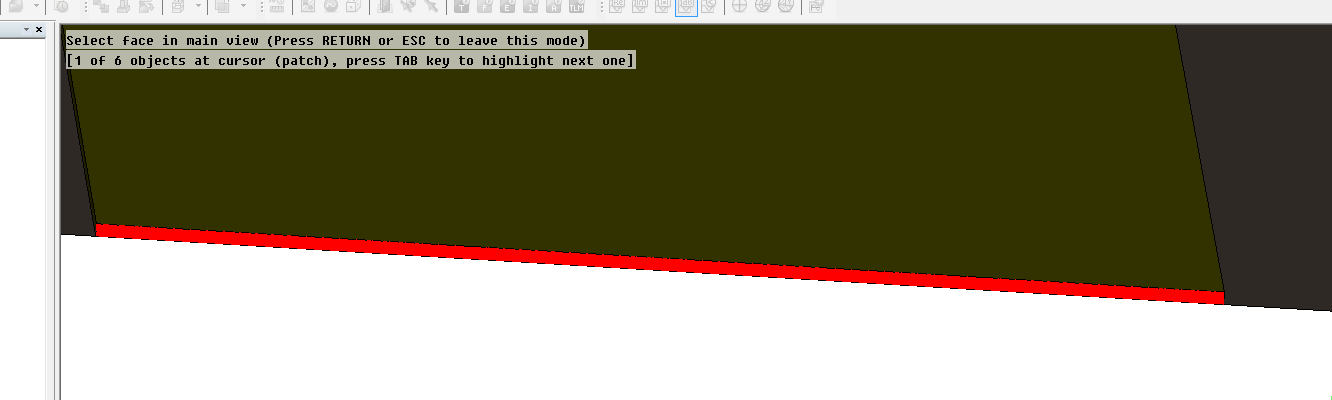 Select face in main view (Press RETURN or ESC to leave this mode)
[1 of 6 objects at cursor (patch), press TAB key to highlight next one]